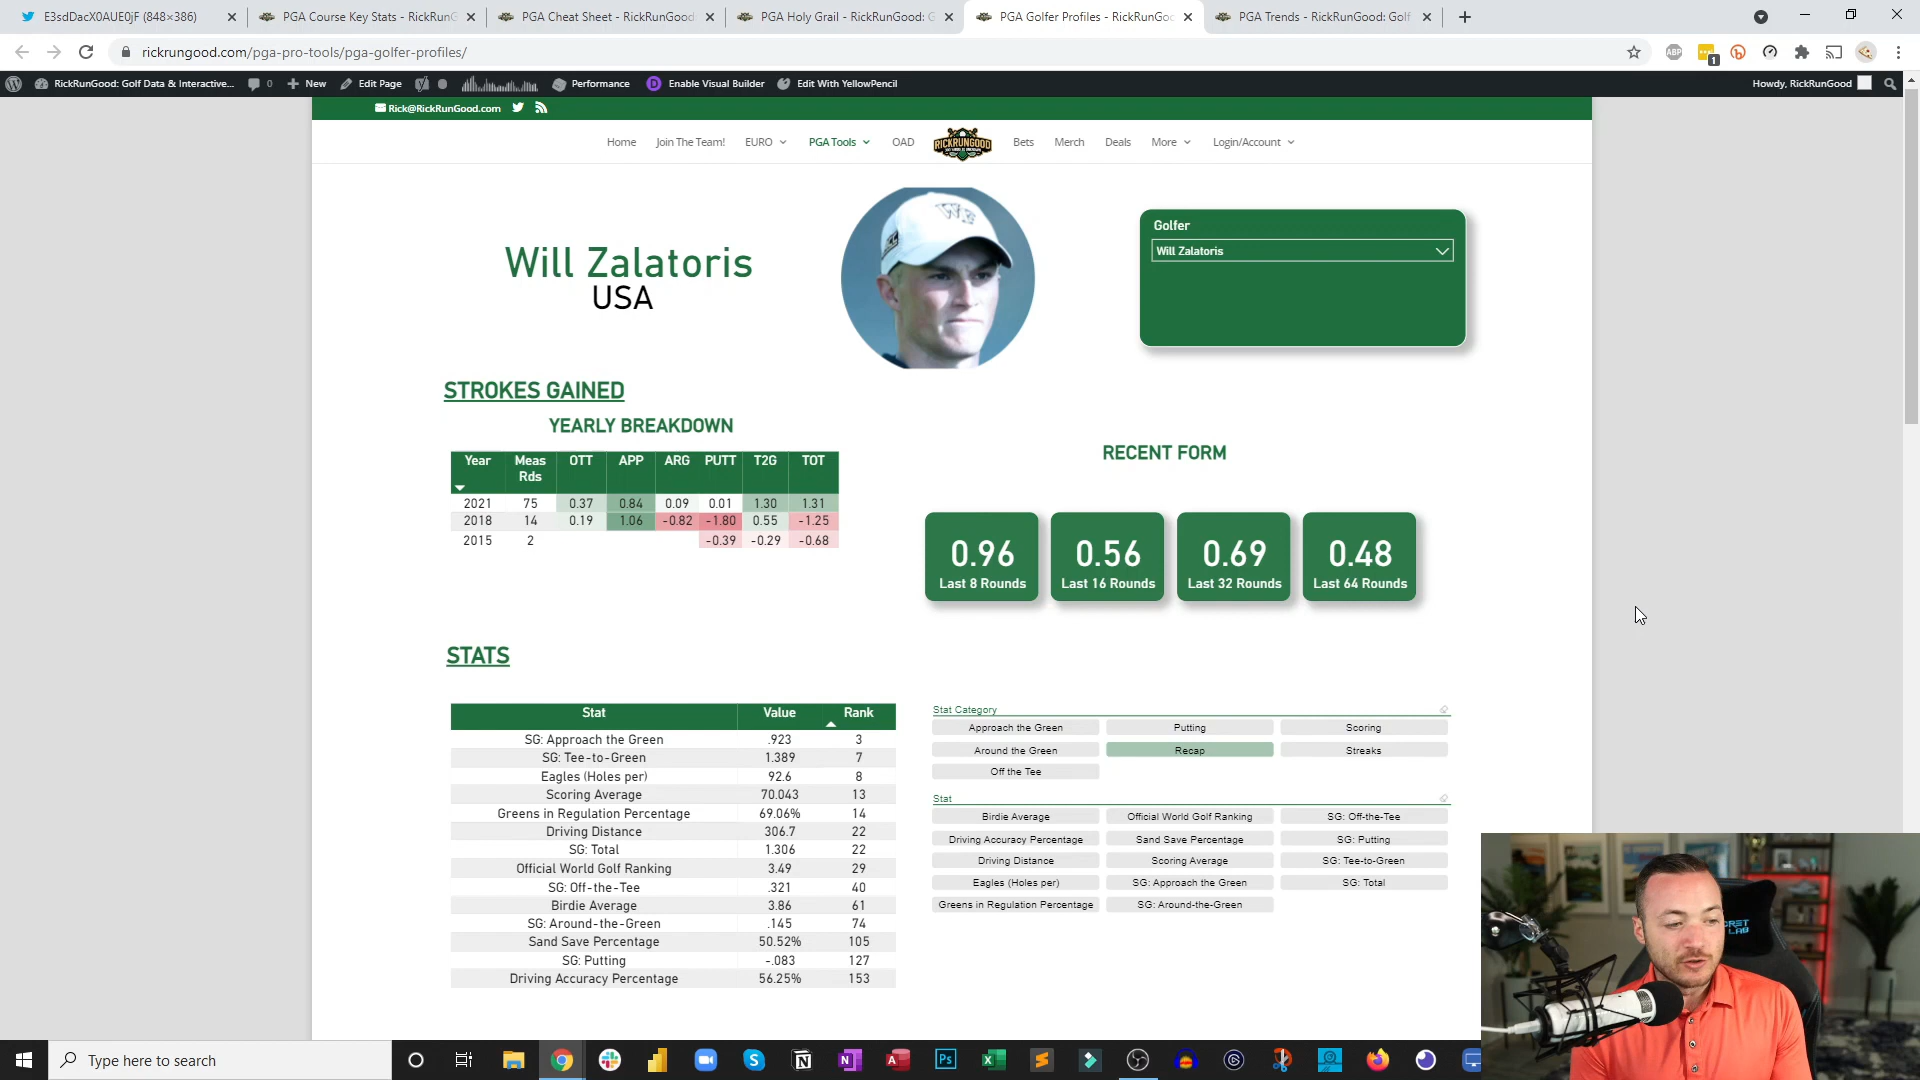 E3sdDacX0AUE0jF (848×386)
PGA Course Key Stats - RickRunG
PGA Cheat Sheet - RickRunGood
PGA Holy Grail - RickRunGood: G
PGA Golfer Profiles - RickRunGoo
PGA Trends - RickRunGood: Golf
rickrungood.com/pga-pro-tools/pga-golfer-profiles/
ABP
1
RickRunGood: Golf Data & Interactive... 0 New Edit Page Performance Enable Visual Builder Edit With YellowPencil Howdy, RickRunGood
Rick@RickRunGood.com
Home Join The Team! EURO PGA Tools OAD RICKRUNGOOD Bets Merch Deals More Login/Account
Golfer
Will Zalatoris
Will Zalatoris
USA
WF
STROKES GAINED
YEARLY BREAKDOWN
Year Meas Rds OTT APP ARG PUTT T2G TOT
2021 75 0.37 0.84 0.09 0.01 1.30 1.31
2018 14 0.19 1.06 -0.82 -1.80 0.55 -1.25
2015 2 -0.39 -0.29 -0.68
RECENT FORM
0.96 0.56 0.69 0.48
Last 8 Rounds Last 16 Rounds Last 32 Rounds Last 64 Rounds
STATS
Stat Value Rank
SG: Approach the Green .923 3
SG: Tee-to-Green 1.389 7
Eagles (Holes per) 92.6 8
Scoring Average 70.043 13
Greens in Regulation Percentage 69.06% 14
Driving Distance 306.7 22
SG: Total 1.306 22
Official World Golf Ranking 3.49 29
SG: Off-the-Tee .321 40
Birdie Average 3.86 61
SG: Around-the-Green .145 74
Sand Save Percentage 50.52% 105
SG: Putting -.083 127
Driving Accuracy Percentage 56.25% 153
Stat Category
Approach the Green Putting Scoring
Around the Green Recap Streaks
Off the Tee
Stat
Birdie Average Official World Golf Ranking SG: Off-the-Tee
Driving Accuracy Percentage Sand Save Percentage SG: Putting
Driving Distance Scoring Average SG: Tee-to-Green
Eagles (Holes per) SG: Approach the Green SG: Total
Greens in Regulation Percentage SG: Around-the-Green
Type here to search
Ps